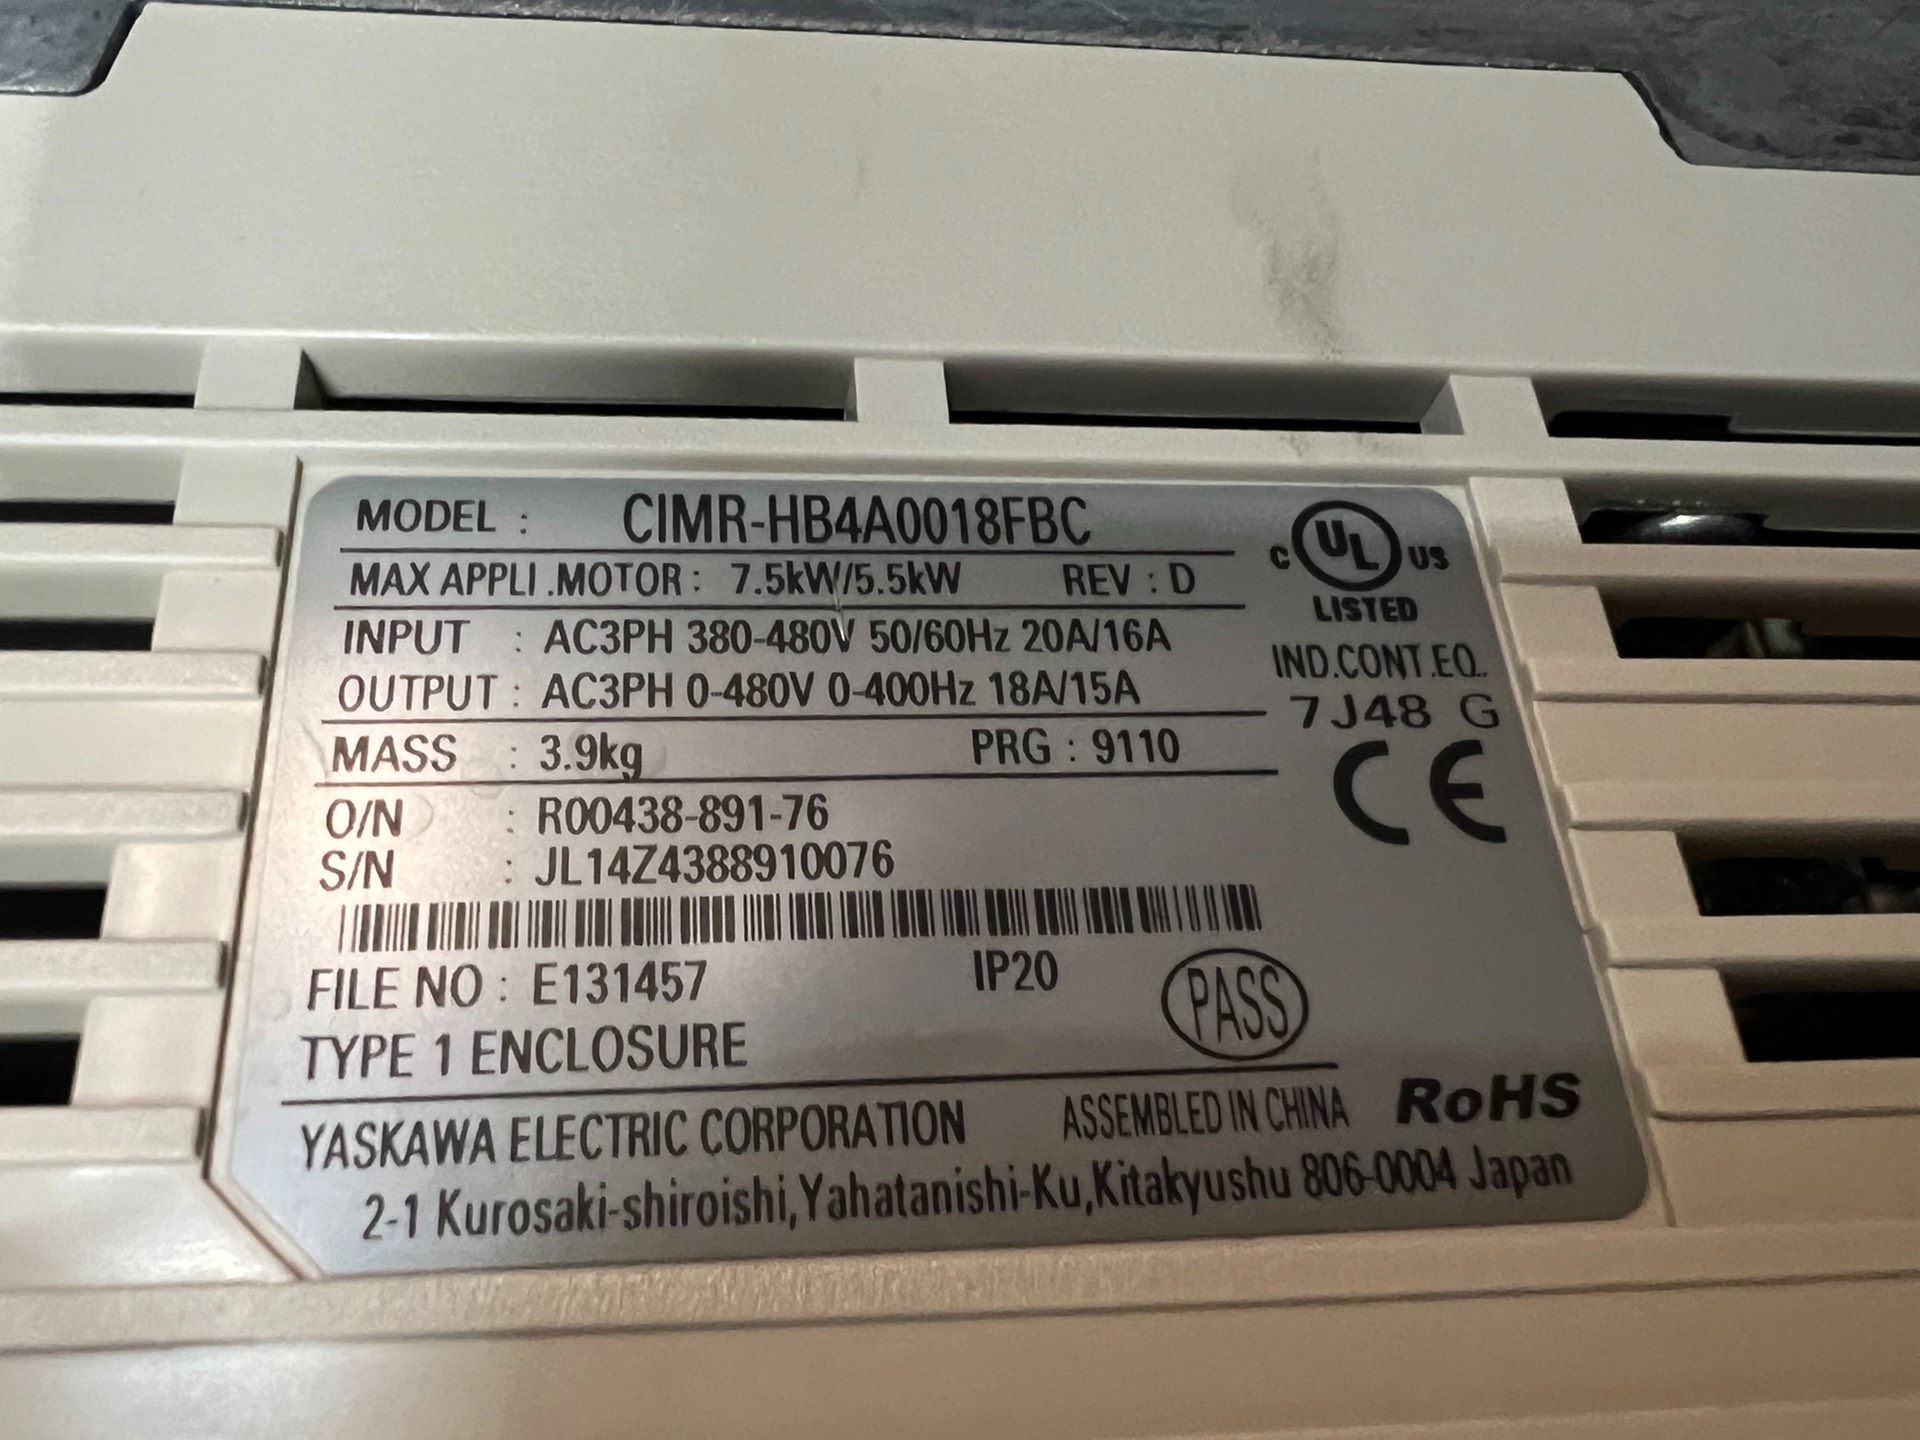 MODEL : CIMR-HB4A0018FBC
MAX APPLI.MOTOR : 7.5kW/5.5kW REV : D
INPUT : AC3PH 380-480V 50/60Hz 20A/16A
OUTPUT : AC3PH 0-480V 0-400Hz 18A/15A
MASS : 3.9kg PRG : 9110
O/N : R00438-891-76
S/N : JL14Z4388910076
FILE NO : E131457 IP20
TYPE 1 ENCLOSURE
PASS
C UL US
LISTED
IND.CONT.EQ.
7J48 G
CE
YASKAWA ELECTRIC CORPORATION ASSEMBLED IN CHINA RoHS
2-1 Kurosaki-shiroishi,Yahatanishi-Ku,Kitakyushu 806-0004 Japan